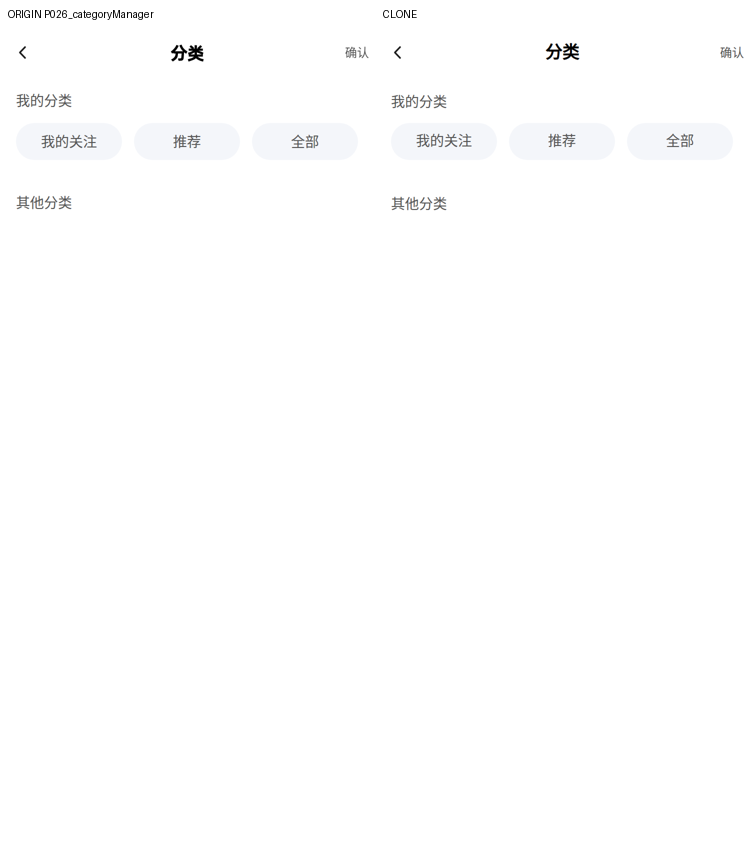 ORIGIN P026_categoryManager
分类
确认
我的分类
我的关注 推荐 全部
其他分类
CLONE
分类
确认
我的分类
我的关注 推荐 全部
其他分类